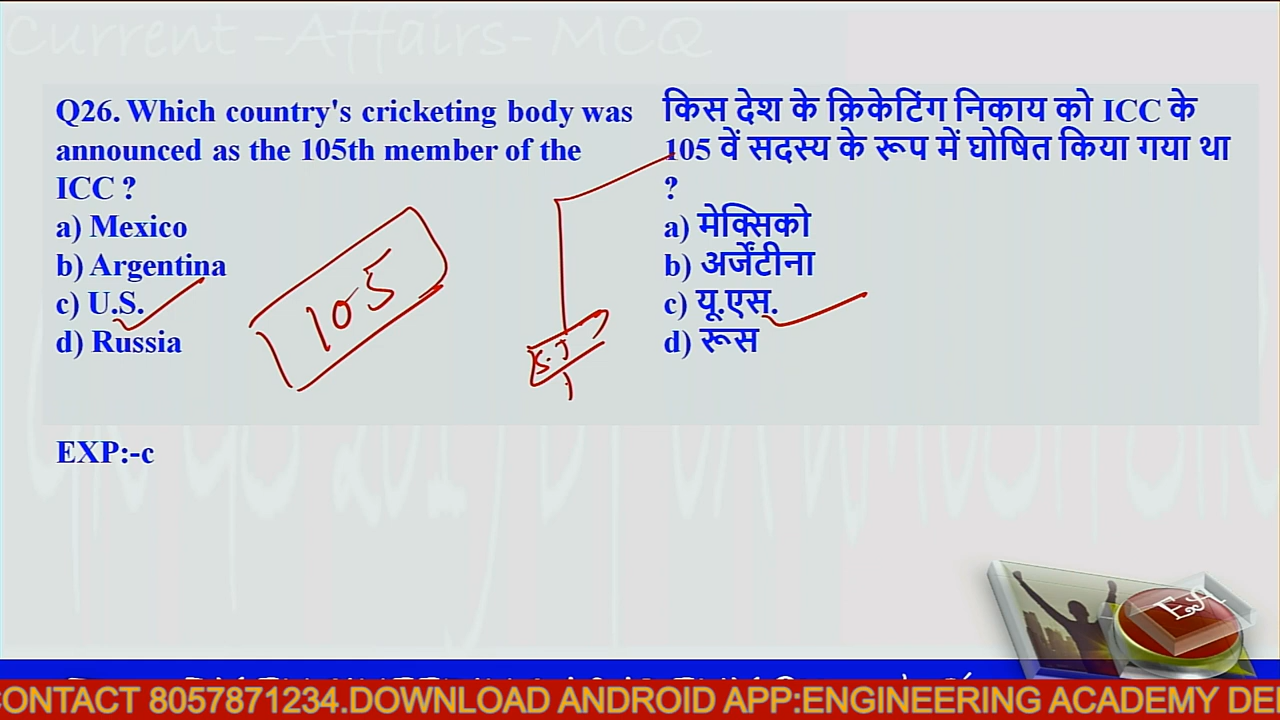 Current -Affairs- MCQ
Q26. Which country's cricketing body was
announced as the 105th member of the
ICC ?
a) Mexico
b) Argentina
c) U.S.
d) Russia
किस देश के क्रिकेटिंग निकाय को ICC के
105 वें सदस्य के रूप में घोषित किया गया था
?
a) मेक्सिको
b) अर्जेंटीना
c) यू.एस.
d) रूस
105
EXP:-c
EA
CONTACT 8057871234.DOWNLOAD ANDROID APP:ENGINEERING ACADEMY DE